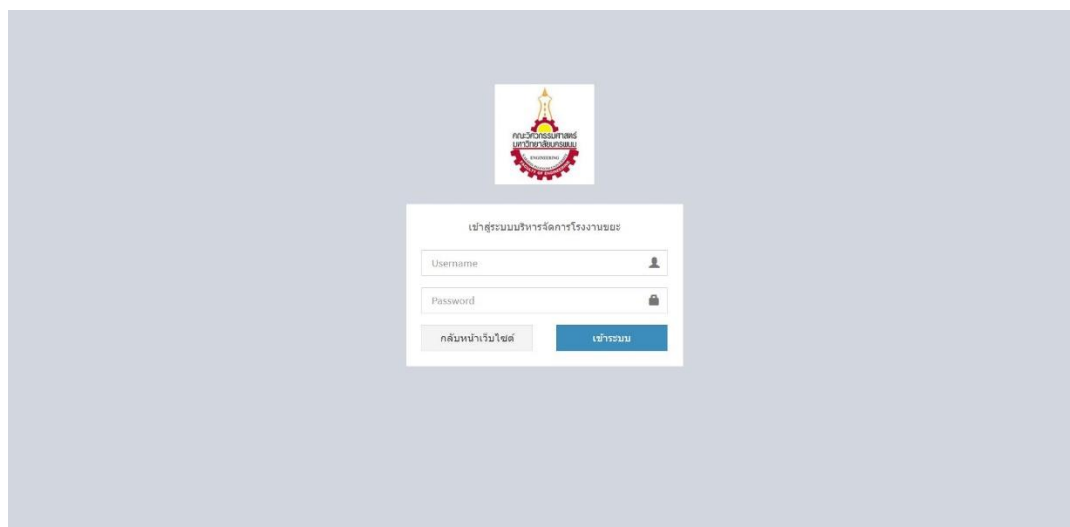 คณะวิศวกรรมศาสตร์
มหาวิทยาลัยนครพนม
ENGINEERING
FACULTY OF ENGINEERING
เข้าสู่ระบบบริหารจัดการโรงงานขยะ
Username
Password
กลับหน้าเว็บไซต์
เข้าระบบ